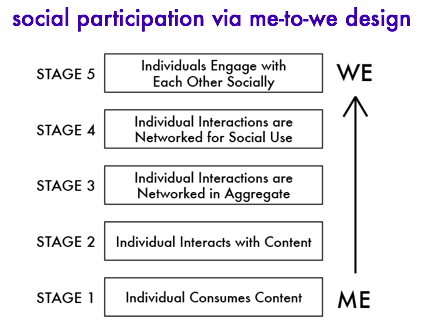 social participation via me-to-we design
STAGE 5
Individuals Engage with
Each Other Socially
WE
STAGE 4
Individual Interactions are
Networked for Social Use
STAGE 3
Individual Interactions are
Networked in Aggregate
STAGE 2
Individual Interacts with Content
STAGE 1
Individual Consumes Content
ME